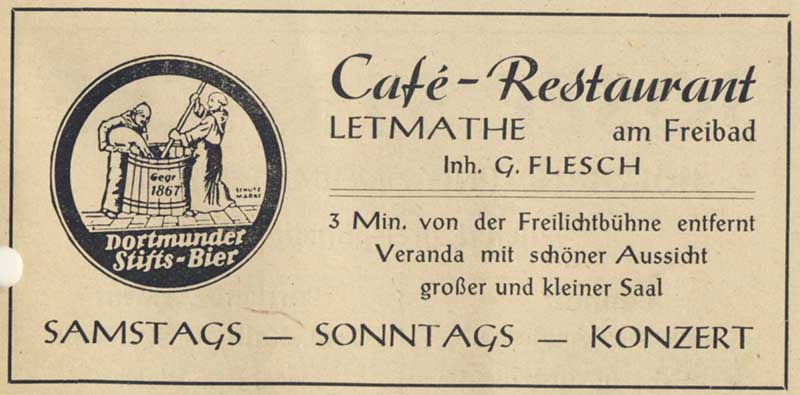 Gegr
1867
SCHUTZ
MARKE
Dortmunder
Stifts-Bier
Café-Restaurant
LETMATHE am Freibad
Inh. G. FLESCH
3 Min. von der Freilichtbühne entfernt
Veranda mit schöner Aussicht
großer und kleiner Saal
SAMSTAGS — SONNTAGS — KONZERT